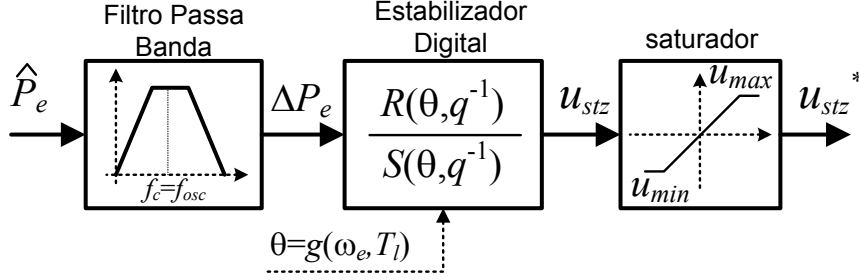 Filtro Passa
Banda
Estabilizador
Digital
saturador
P̂e
fc=fosc
ΔPe
R(θ,q⁻¹)
S(θ,q⁻¹)
ustz
umax
umin
ustz*
θ=g(ωe,Tl)